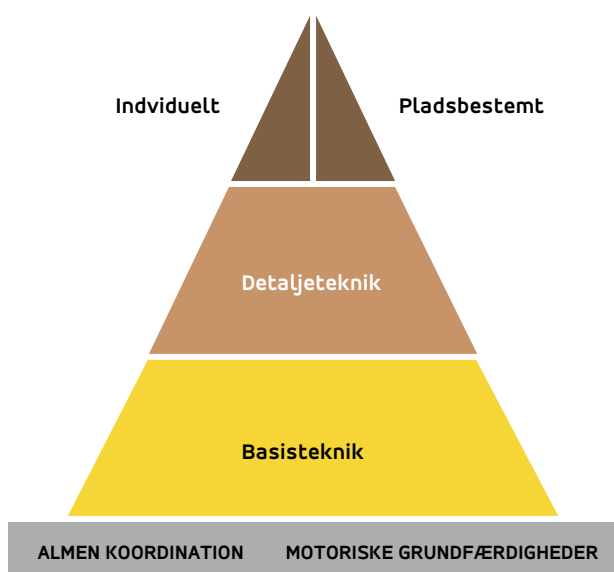 Indviduelt
Pladsbestemt
Detaljeteknik
Basisteknik
ALMEN KOORDINATION MOTORISKE GRUNDFÆRDIGHEDER